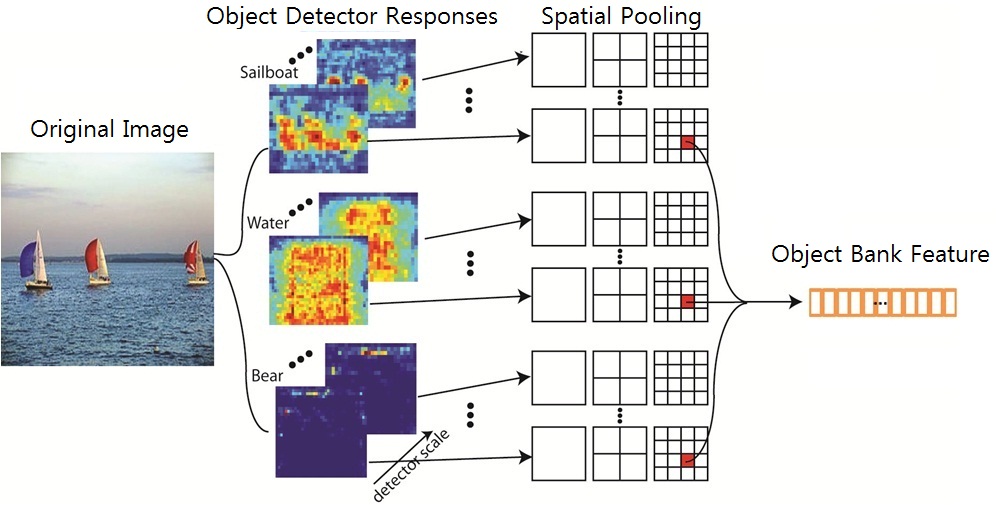 Object Detector Responses
Spatial Pooling
Sailboat
Original Image
Water
Object Bank Feature
Bear
detector scale